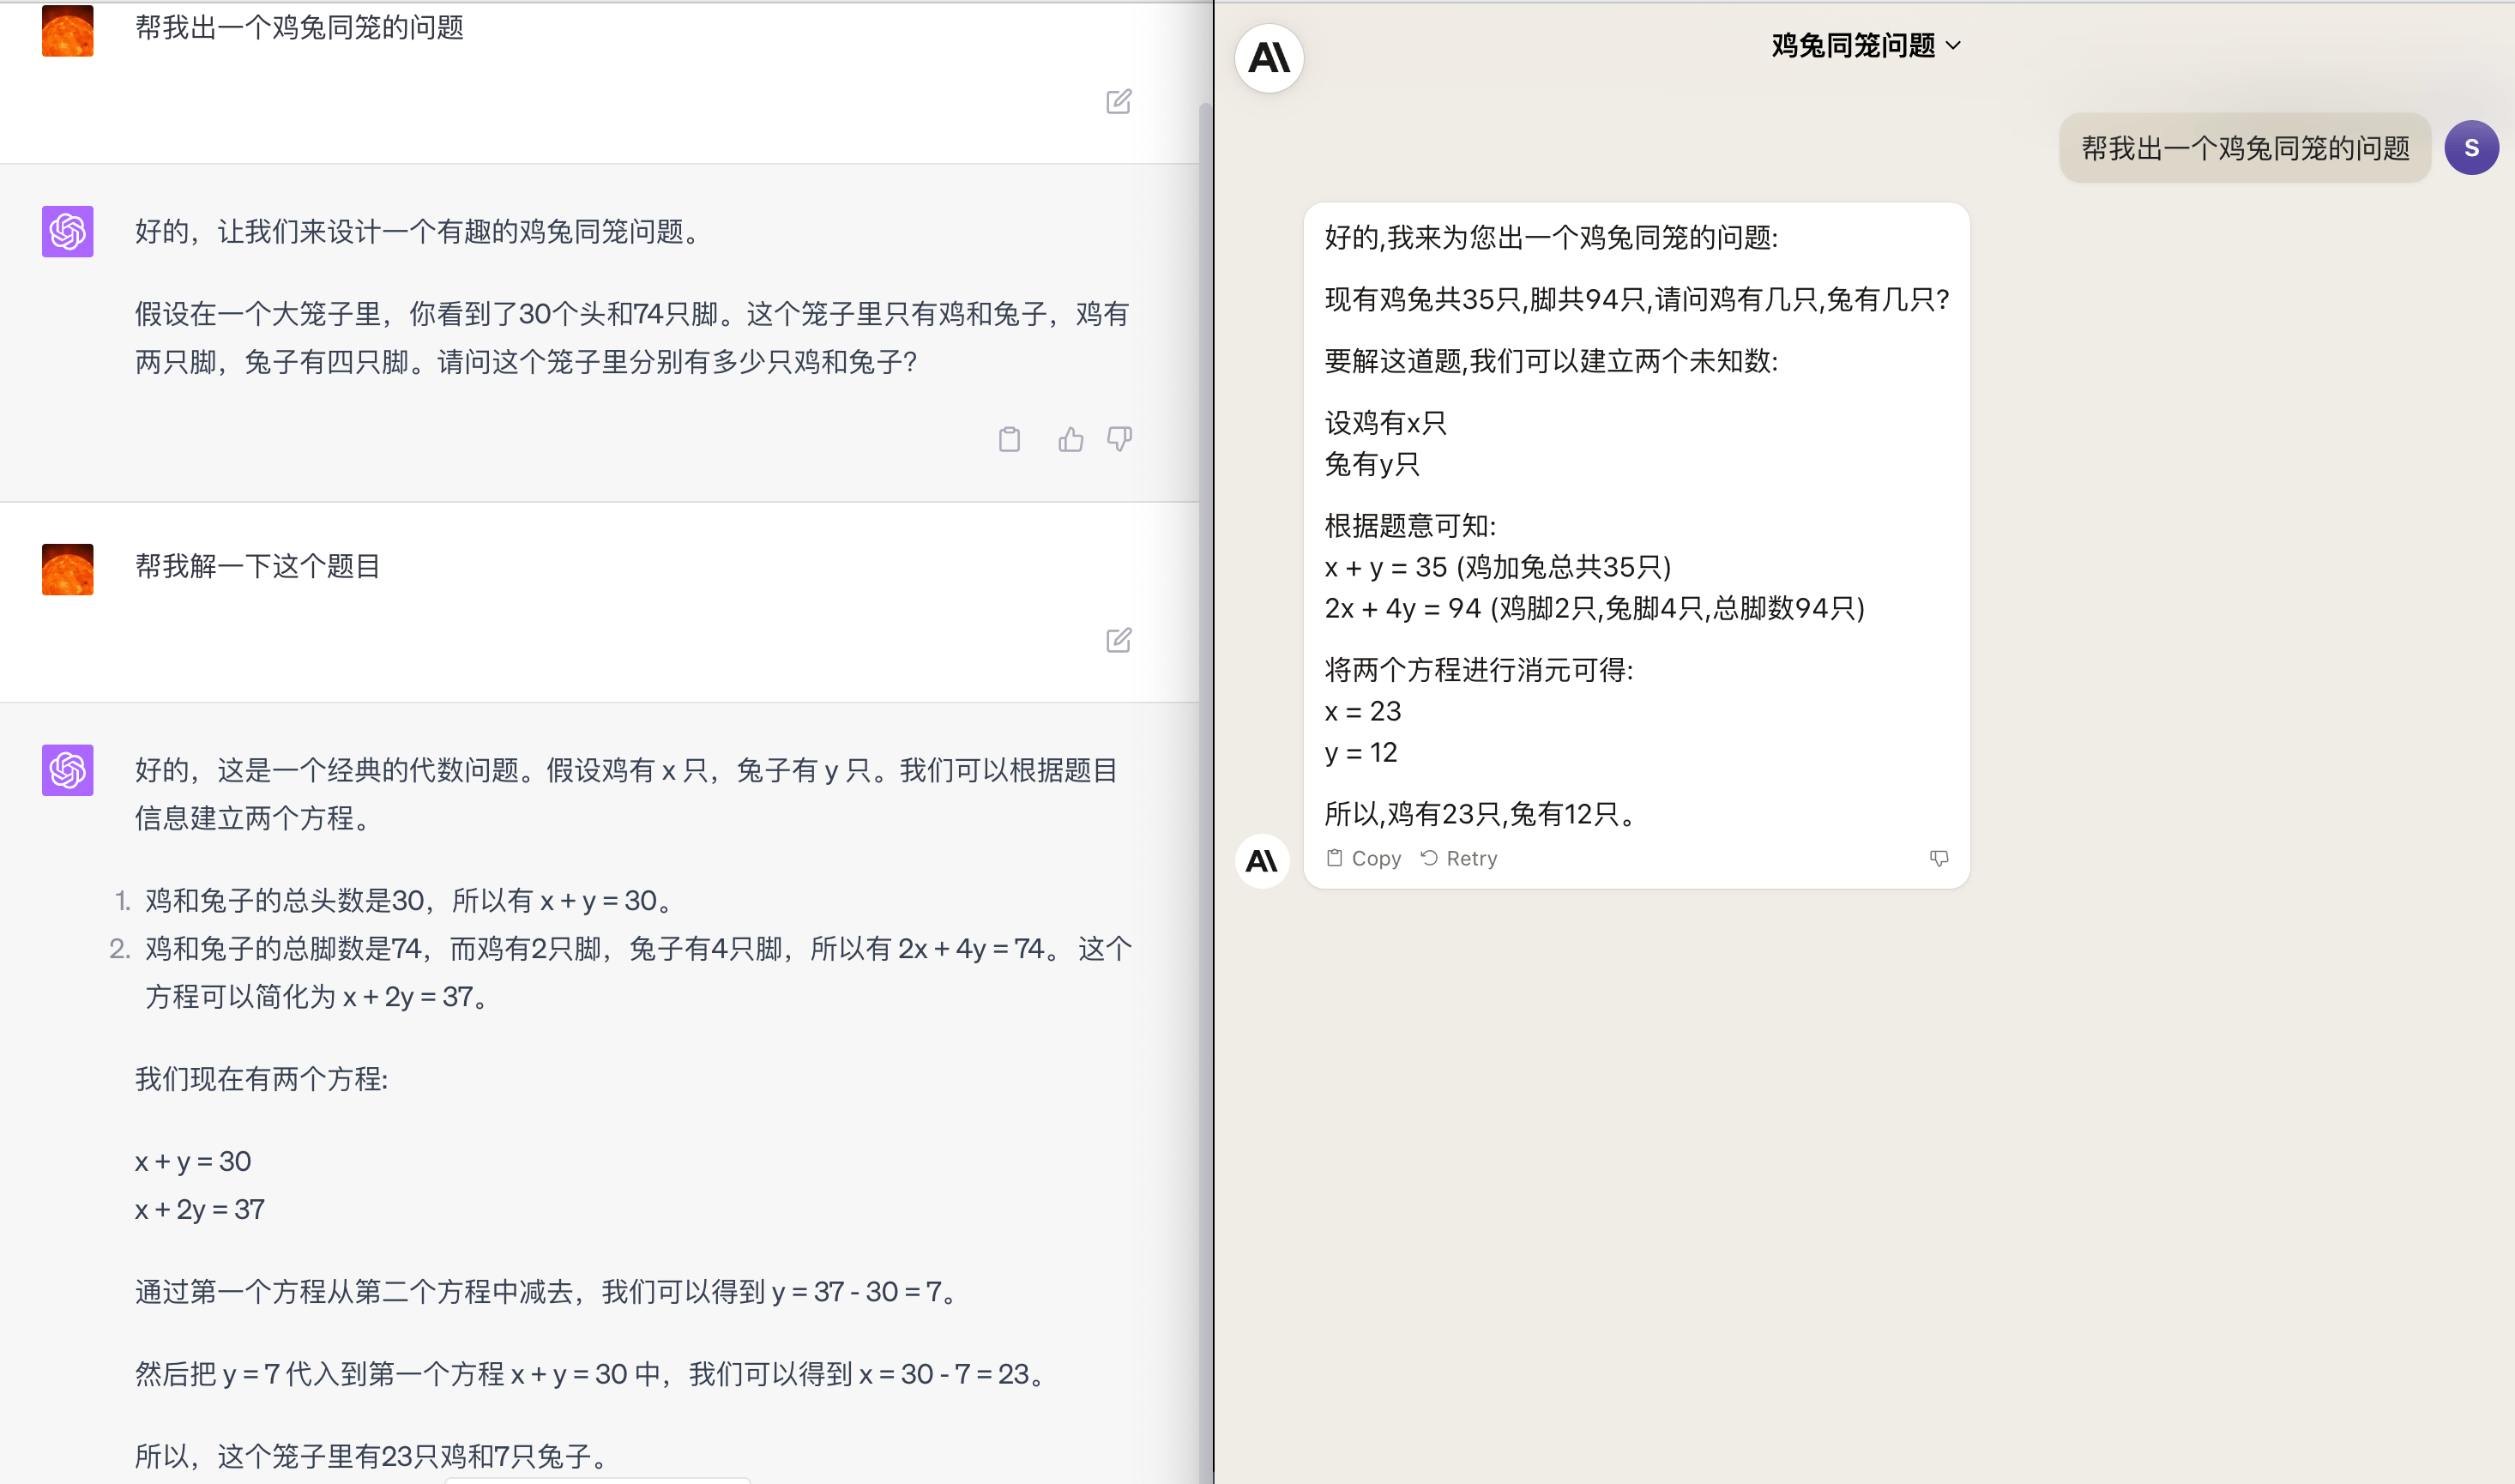 帮我出一个鸡兔同笼的问题
好的，让我们来设计一个有趣的鸡兔同笼问题。
假设在一个大笼子里，你看到了30个头和74只脚。这个笼子里只有鸡和兔子，鸡有
两只脚，兔子有四只脚。请问这个笼子里分别有多少只鸡和兔子？
帮我解一下这个题目
好的，这是一个经典的代数问题。假设鸡有 x 只，兔子有 y 只。我们可以根据题目
信息建立两个方程。
1. 鸡和兔子的总头数是30，所以有 x + y = 30。
2. 鸡和兔子的总脚数是74，而鸡有2只脚，兔子有4只脚，所以有 2x + 4y = 74。 这个
方程可以简化为 x + 2y = 37。
我们现在有两个方程：
x + y = 30
x + 2y = 37
通过第一个方程从第二个方程中减去，我们可以得到 y = 37 - 30 = 7。
然后把 y = 7 代入到第一个方程 x + y = 30 中，我们可以得到 x = 30 - 7 = 23。
所以，这个笼子里有23只鸡和7只兔子。
A\
鸡兔同笼问题
帮我出一个鸡兔同笼的问题
S
好的,我来为您出一个鸡兔同笼的问题:
现有鸡兔共35只,脚共94只,请问鸡有几只,兔有几只?
要解这道题,我们可以建立两个未知数:
设鸡有x只
兔有y只
根据题意可知:
x + y = 35 (鸡加兔总共35只)
2x + 4y = 94 (鸡脚2只,兔脚4只,总脚数94只)
将两个方程进行消元可得:
x = 23
y = 12
所以,鸡有23只,兔有12只。
A\
Copy Retry